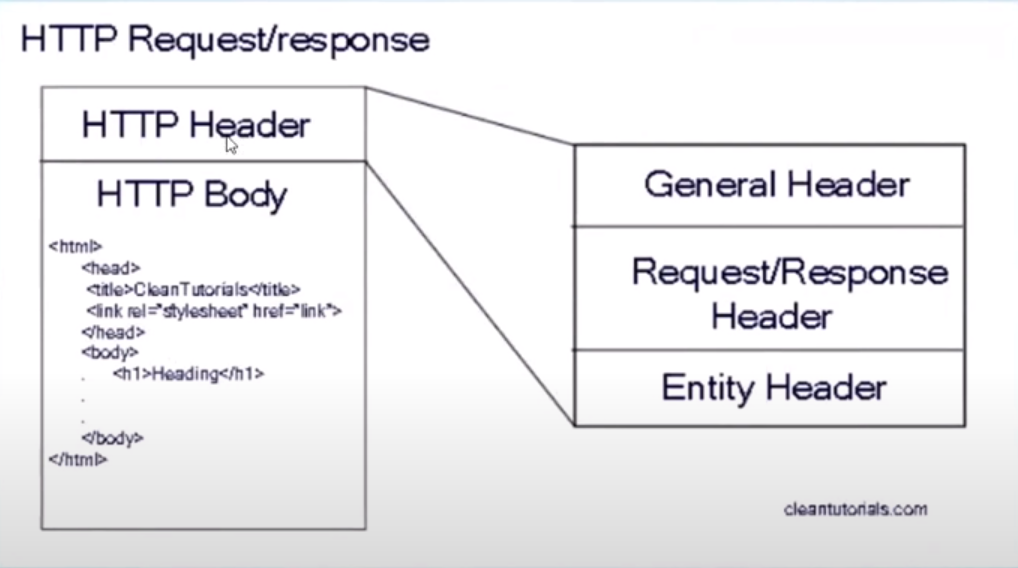 HTTP Request/response
HTTP Header
HTTP Body
<html>
<head>
<title>CleanTutorials</title>
<link rel="stylesheet" href="link">
</head>
<body>
. <h1>Heading</h1>
.
.
</body>
</html>
General Header
Request/Response
Header
Entity Header
cleantutorials.com